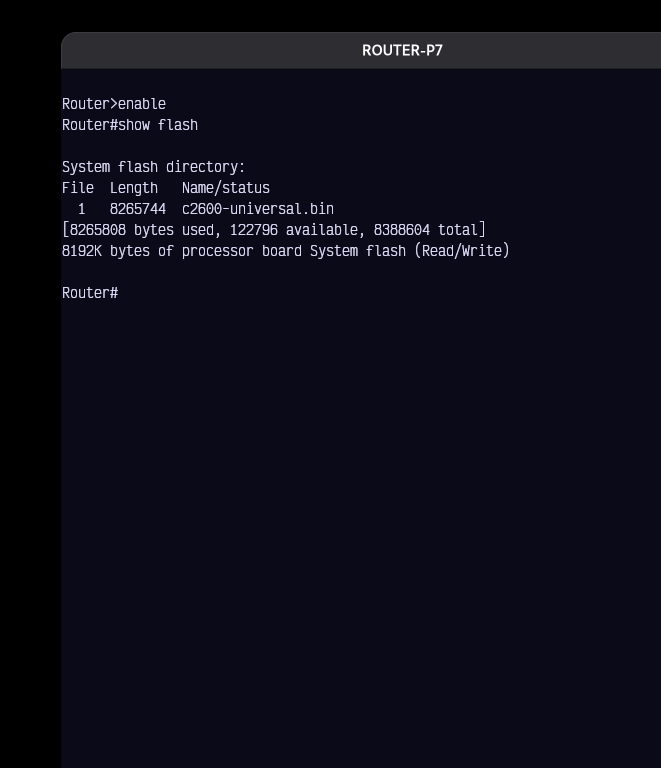 ROUTER-P7
Router>enable
Router#show flash
System flash directory:
File  Length   Name/status
  1   8265744  c2600-universal.bin
[8265808 bytes used, 122796 available, 8388604 total]
8192K bytes of processor board System flash (Read/Write)
Router#